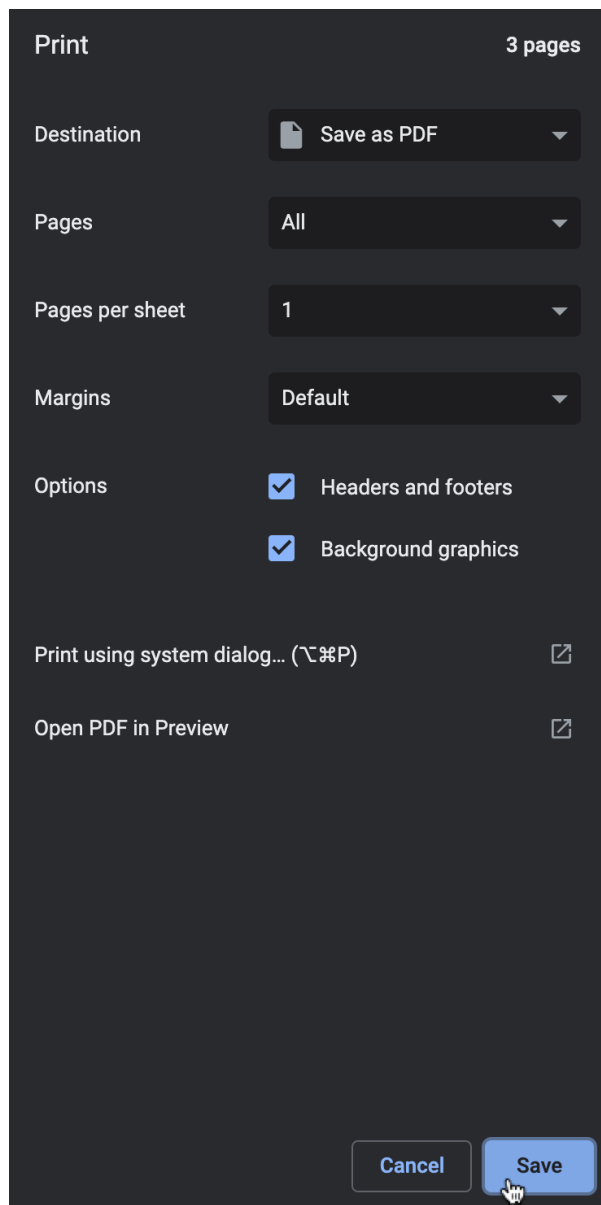 Print 3 pages
Destination Save as PDF
Pages All
Pages per sheet 1
Margins Default
Options Headers and footers
Background graphics
Print using system dialog... (⌥⌘P)
Open PDF in Preview
Cancel Save